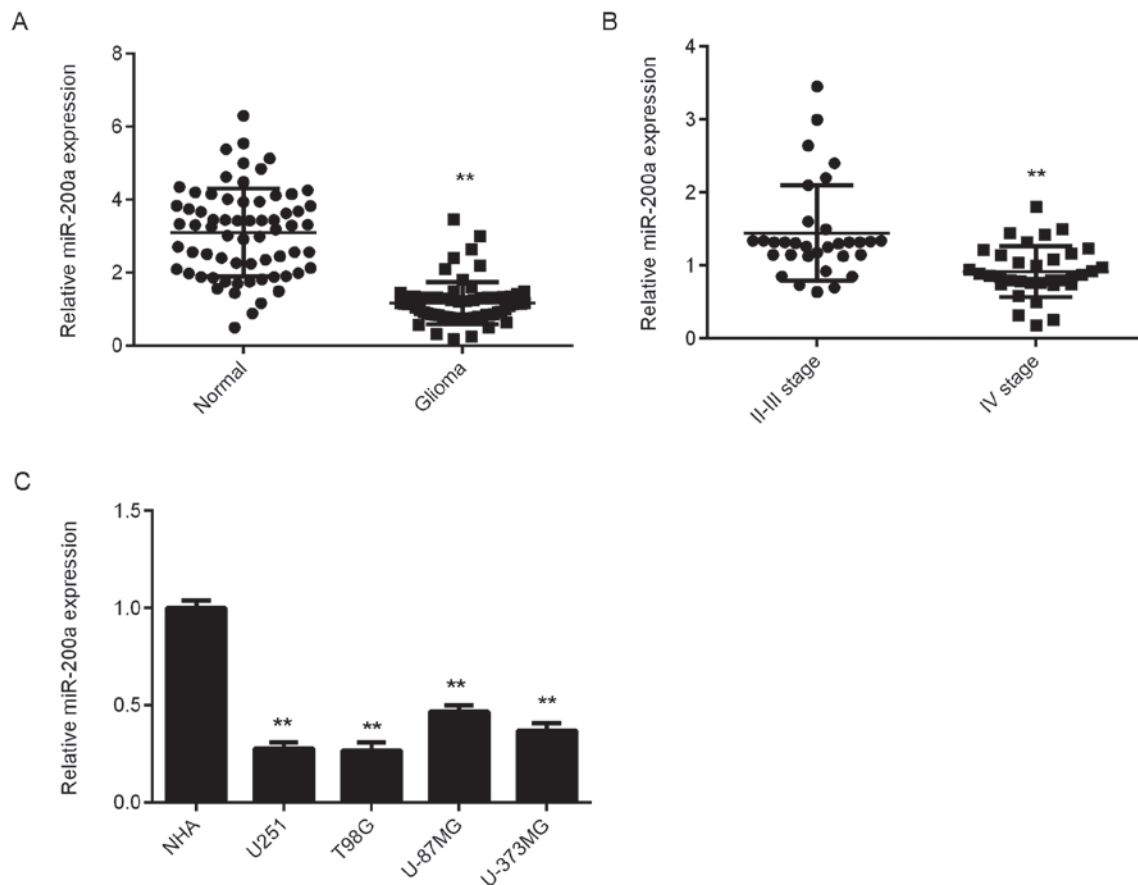 A
Relative miR-200a expression
8
6
4
2
0
**
Normal
Glioma
B
Relative miR-200a expression
4
3
2
1
0
**
II-III stage
IV stage
C
Relative miR-200a expression
1.5
1.0
0.5
0.0
**
**
**
**
NHA
U251
T98G
U-87MG
U-373MG